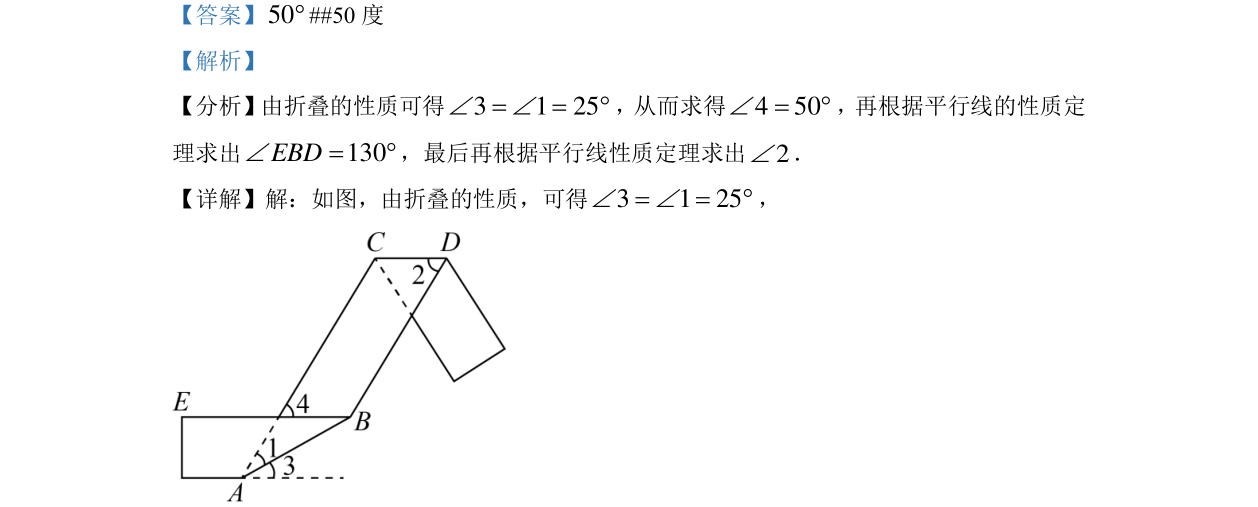 【答案】50°##50 度
【解析】
【分析】由折叠的性质可得∠3=∠1=25°，从而求得∠4=50°，再根据平行线的性质定
理求出∠EBD=130°，最后再根据平行线性质定理求出∠2．
【详解】解：如图，由折叠的性质，可得∠3=∠1=25°，
C D
2
E
4
B
1
3
A